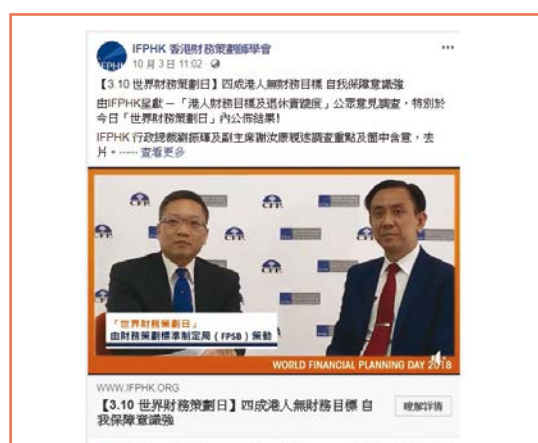 IFPHK 香港財務策劃師學會
10 月 3 日 11:02
【3.10 世界財務策劃日】四成港人無財務目標 自我保障意識強
由IFPHK呈獻 – 「港人財務目標及退休準備度」公眾意見調查，特別於
今日「世界財務策劃日」內公佈結果!
IFPHK 行政總裁劉振輝及副主席謝汝康親述調查重點及箇中含意，去
片。…… 查看更多
「世界財務策劃日」
由財務策劃標準制定局 ( FPSB ) 策動
WORLD FINANCIAL PLANNING DAY 2018
WWW.IFPHK.ORG
【3.10 世界財務策劃日】四成港人無財務目標 自
我保障意識強
瞭解詳情